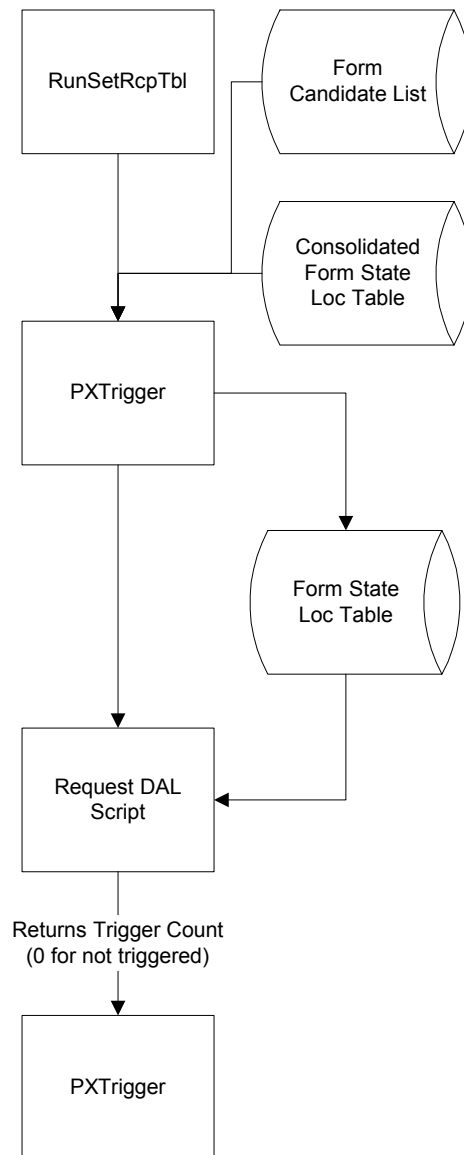 RunSetRcpTbl
Form
Candidate List
Consolidated
Form State
Loc Table
PXTrigger
Form State
Loc Table
Request DAL
Script
Returns Trigger Count
(0 for not triggered)
PXTrigger